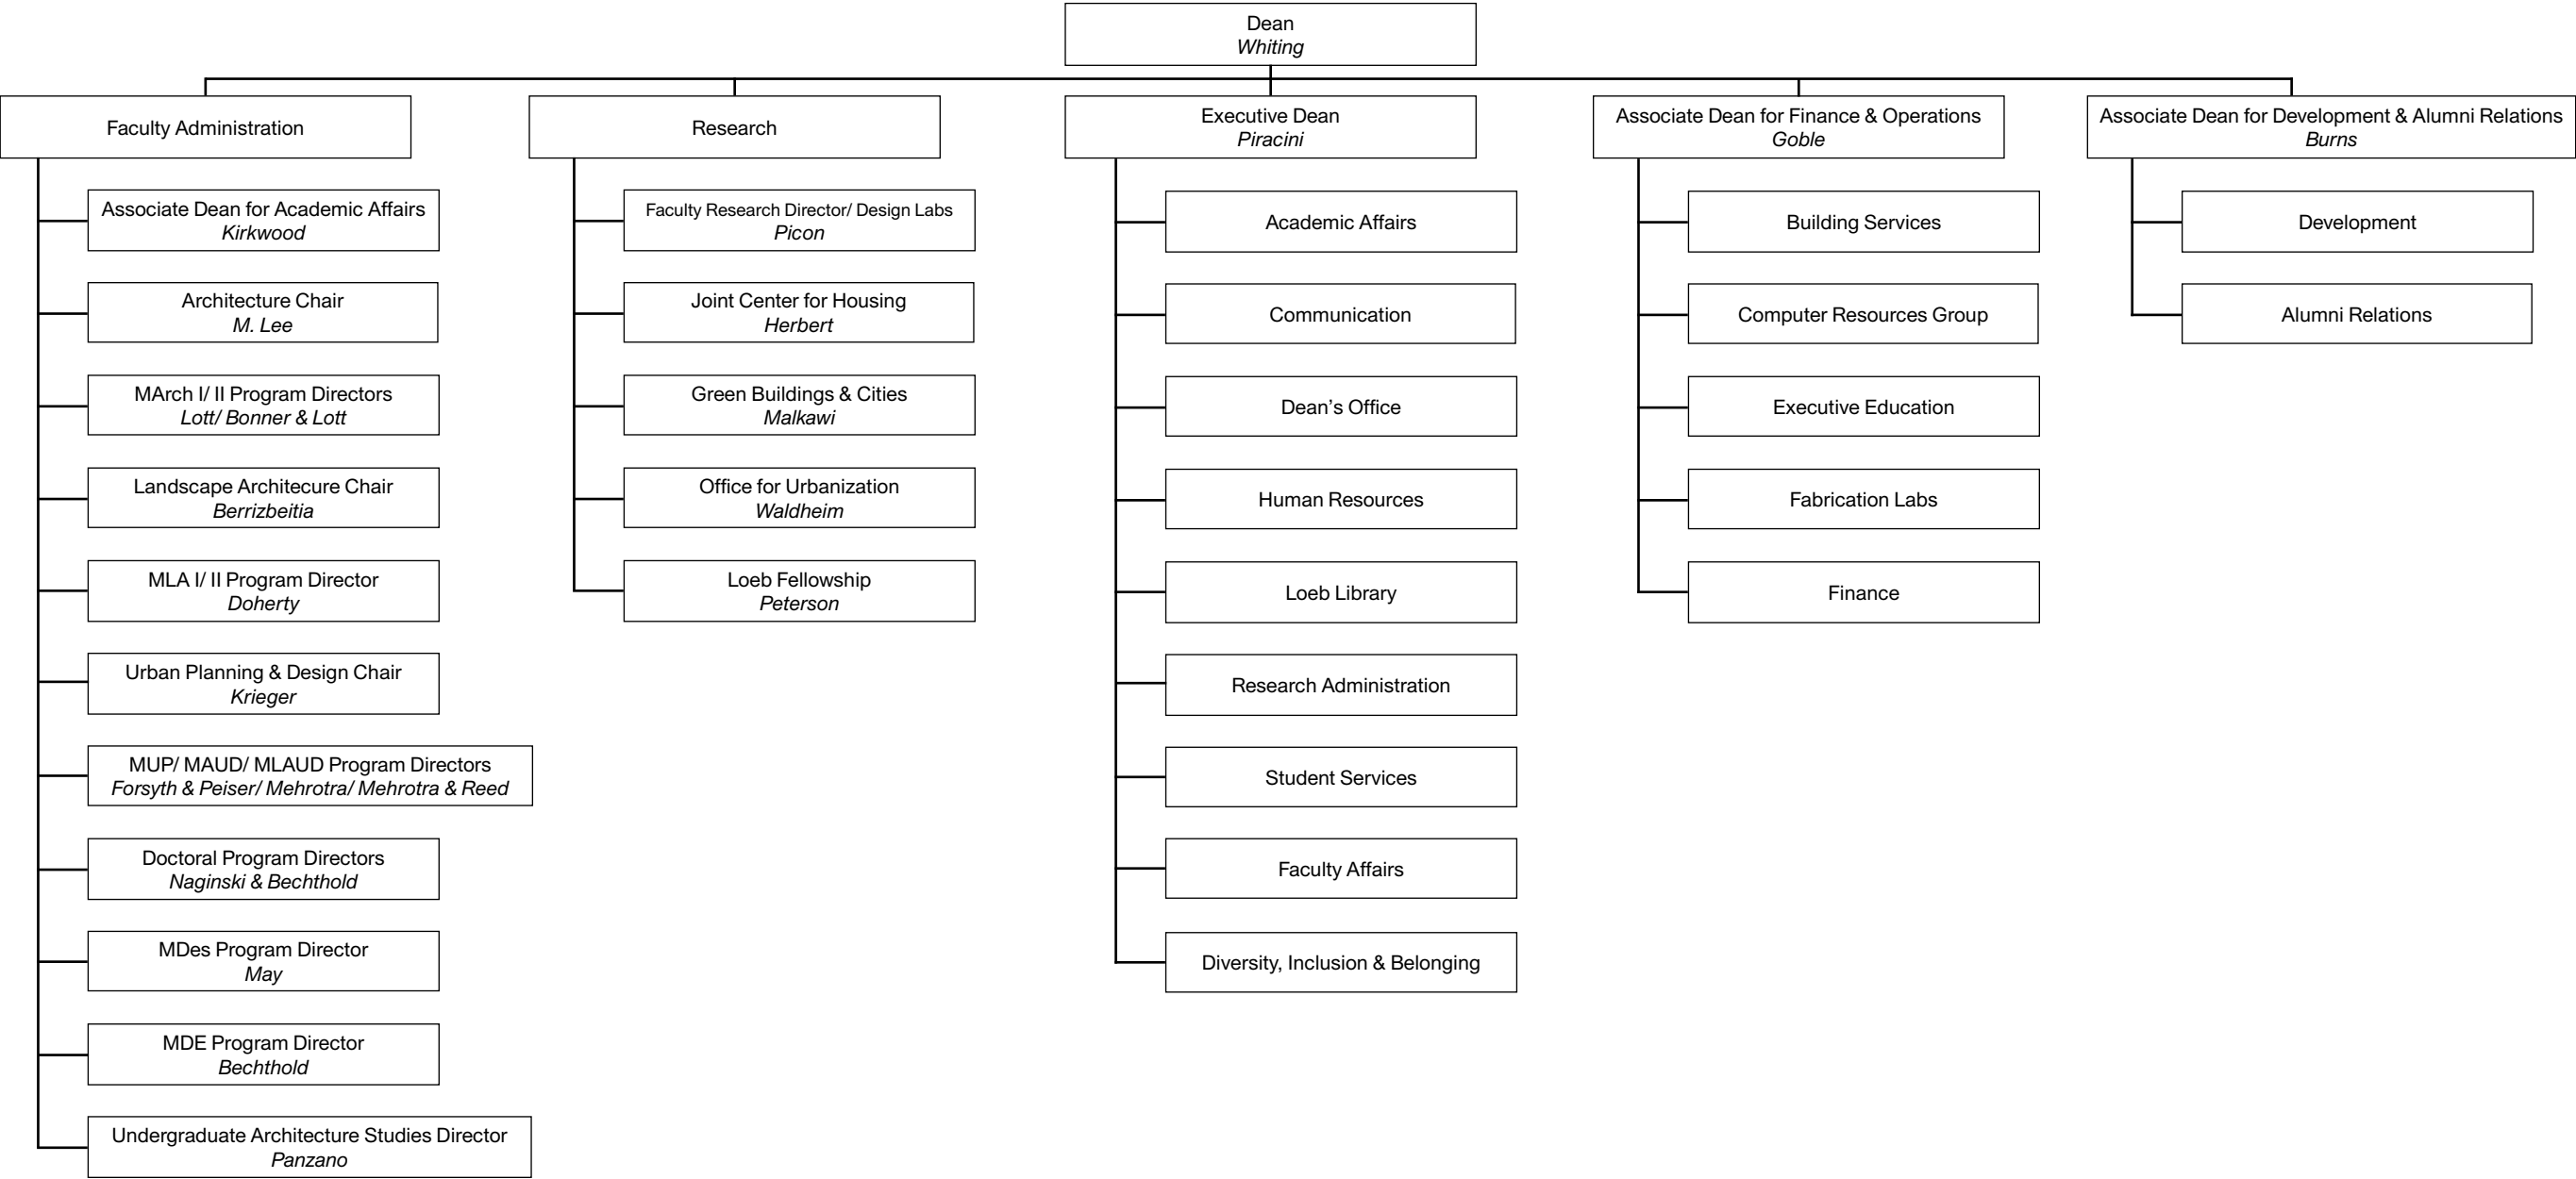 Dean
Whiting
Faculty Administration
Associate Dean for Academic Affairs
Kirkwood
Architecture Chair
M. Lee
MArch I/ II Program Directors
Lott/ Bonner & Lott
Landscape Architecure Chair
Berrizbeitia
MLA I/ II Program Director
Doherty
Urban Planning & Design Chair
Krieger
MUP/ MAUD/ MLAUD Program Directors
Forsyth & Peiser/ Mehrotra/ Mehrotra & Reed
Doctoral Program Directors
Naginski & Bechthold
MDes Program Director
May
MDE Program Director
Bechthold
Undergraduate Architecture Studies Director
Panzano
Research
Faculty Research Director/ Design Labs
Picon
Joint Center for Housing
Herbert
Green Buildings & Cities
Malkawi
Office for Urbanization
Waldheim
Loeb Fellowship
Peterson
Executive Dean
Piracini
Academic Affairs
Communication
Dean’s Office
Human Resources
Loeb Library
Research Administration
Student Services
Faculty Affairs
Diversity, Inclusion & Belonging
Associate Dean for Finance & Operations
Goble
Building Services
Computer Resources Group
Executive Education
Fabrication Labs
Finance
Associate Dean for Development & Alumni Relations
Burns
Development
Alumni Relations